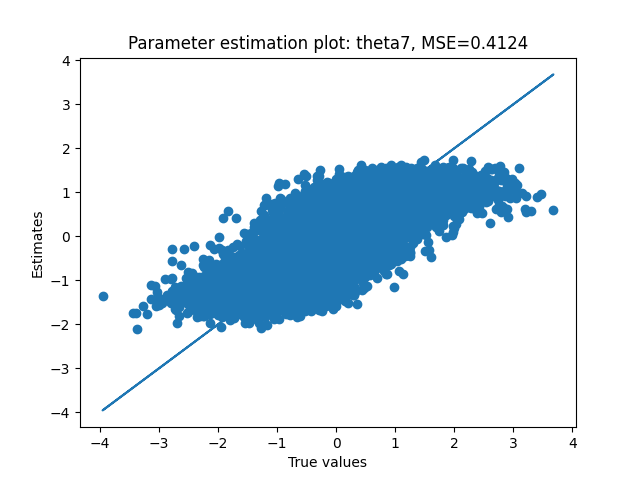 Parameter estimation plot: theta7, MSE=0.4124
4
3
2
1
0
−1
−2
−3
−4
Estimates
−4 −3 −2 −1 0 1 2 3 4
True values